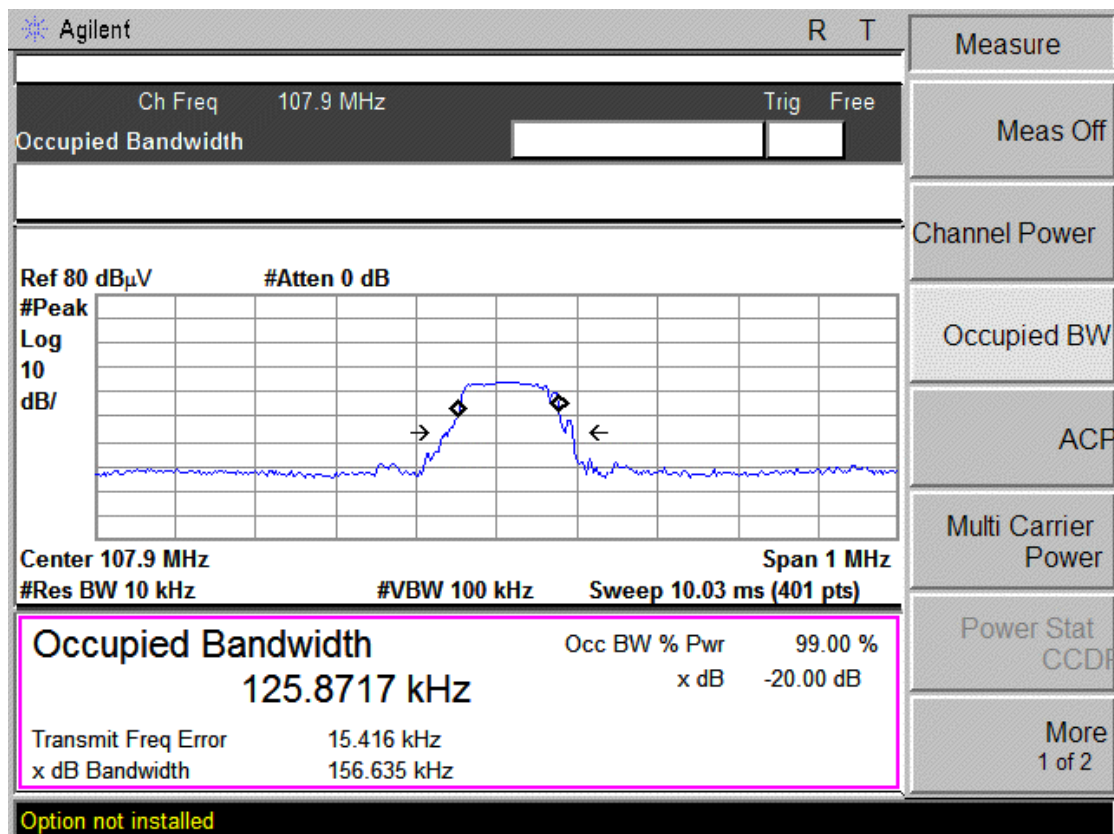 Agilent R T
Ch Freq 107.9 MHz Trig Free
Occupied Bandwidth
Ref 80 dBµV #Atten 0 dB
#Peak
Log
10
dB/
Center 107.9 MHz Span 1 MHz
#Res BW 10 kHz #VBW 100 kHz Sweep 10.03 ms (401 pts)
Occupied Bandwidth Occ BW % Pwr 99.00 %
125.8717 kHz x dB -20.00 dB
Transmit Freq Error 15.416 kHz
x dB Bandwidth 156.635 kHz
Option not installed
Measure
Meas Off
Channel Power
Occupied BW
ACP
Multi Carrier
Power
Power Stat
CCDF
More
1 of 2